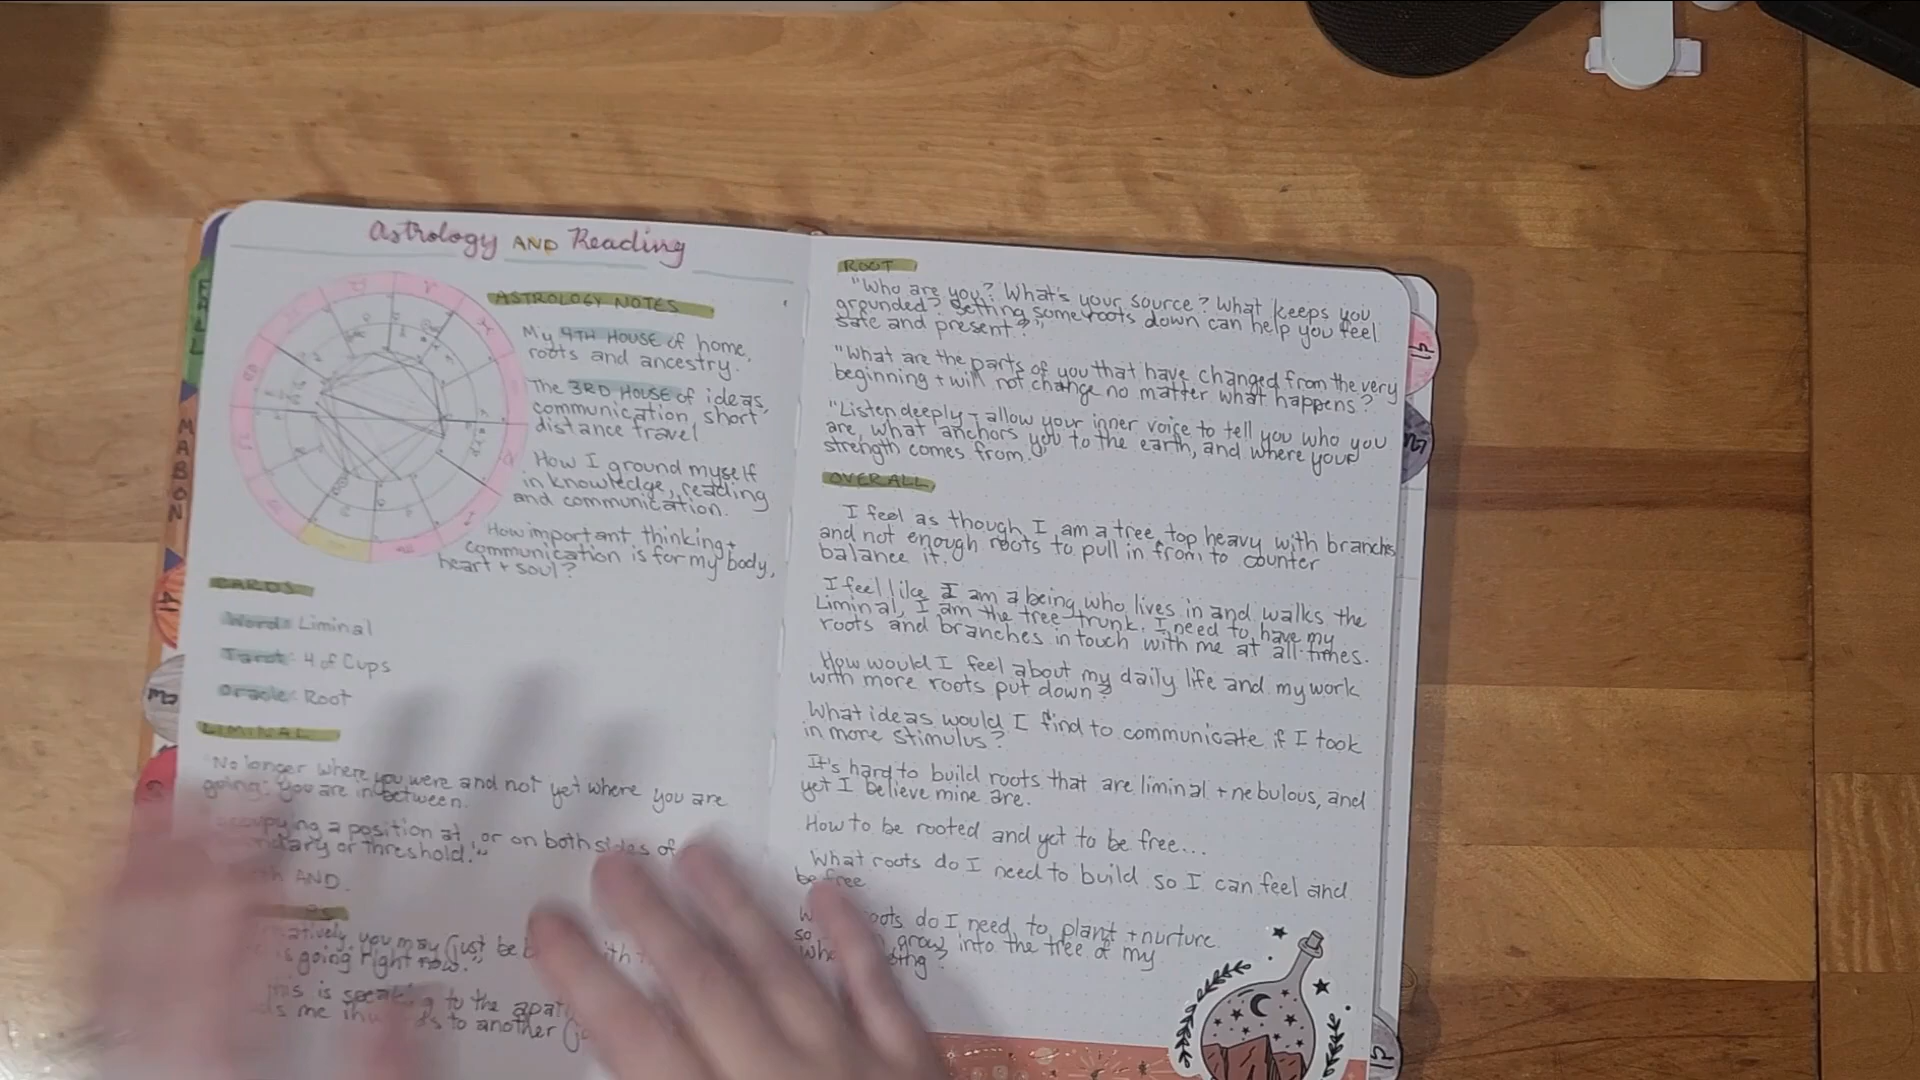 Astrology AND Reading
ASTROLOGY NOTES
My 4TH HOUSE of home,
roots and ancestry.
The 3RD HOUSE of ideas,
communication, short
distance travel
How I ground myself
in knowledge, reading
and communication.
How important thinking +
communication is for my body,
heart + soul?
CARDS
Word: Liminal
Tarot: 4 of Cups
Oracle: Root
LIMINAL
No longer where you were and not yet where you are
going. You are in between.
occupying a position at, or on both sides of
or threshold."
AND.
you may (just be
is going right now."
this is speaking to the
me to another
ROOT
"Who are you? What's your source? What keeps you
grounded? Setting some roots down can help you feel
safe and present."
"What are the parts of you that have changed from the very
beginning + will not change no matter what happens?
"Listen deeply - allow your inner voice to tell you who you
are, what anchors you to the earth, and where your
strength comes from."
OVERALL
I feel as though I am a tree, top heavy with branches
and not enough roots to pull in from to counter
balance it.
I feel like I am a being who lives in and walks the
Liminal, I am the tree trunk. I need to have my
roots and branches in touch with me at all times.
How would I feel about my daily life and my work
with more roots put down?
What ideas would I find to communicate if I took
in more stimulus?
It's hard to build roots that are liminal + nebulous, and
yet I believe mine are.
How to be rooted and yet to be free...
What roots do I need to build so I can feel and
be free
roots do I need to plant + nurture
so grow into the tree of my
FALL
MABON